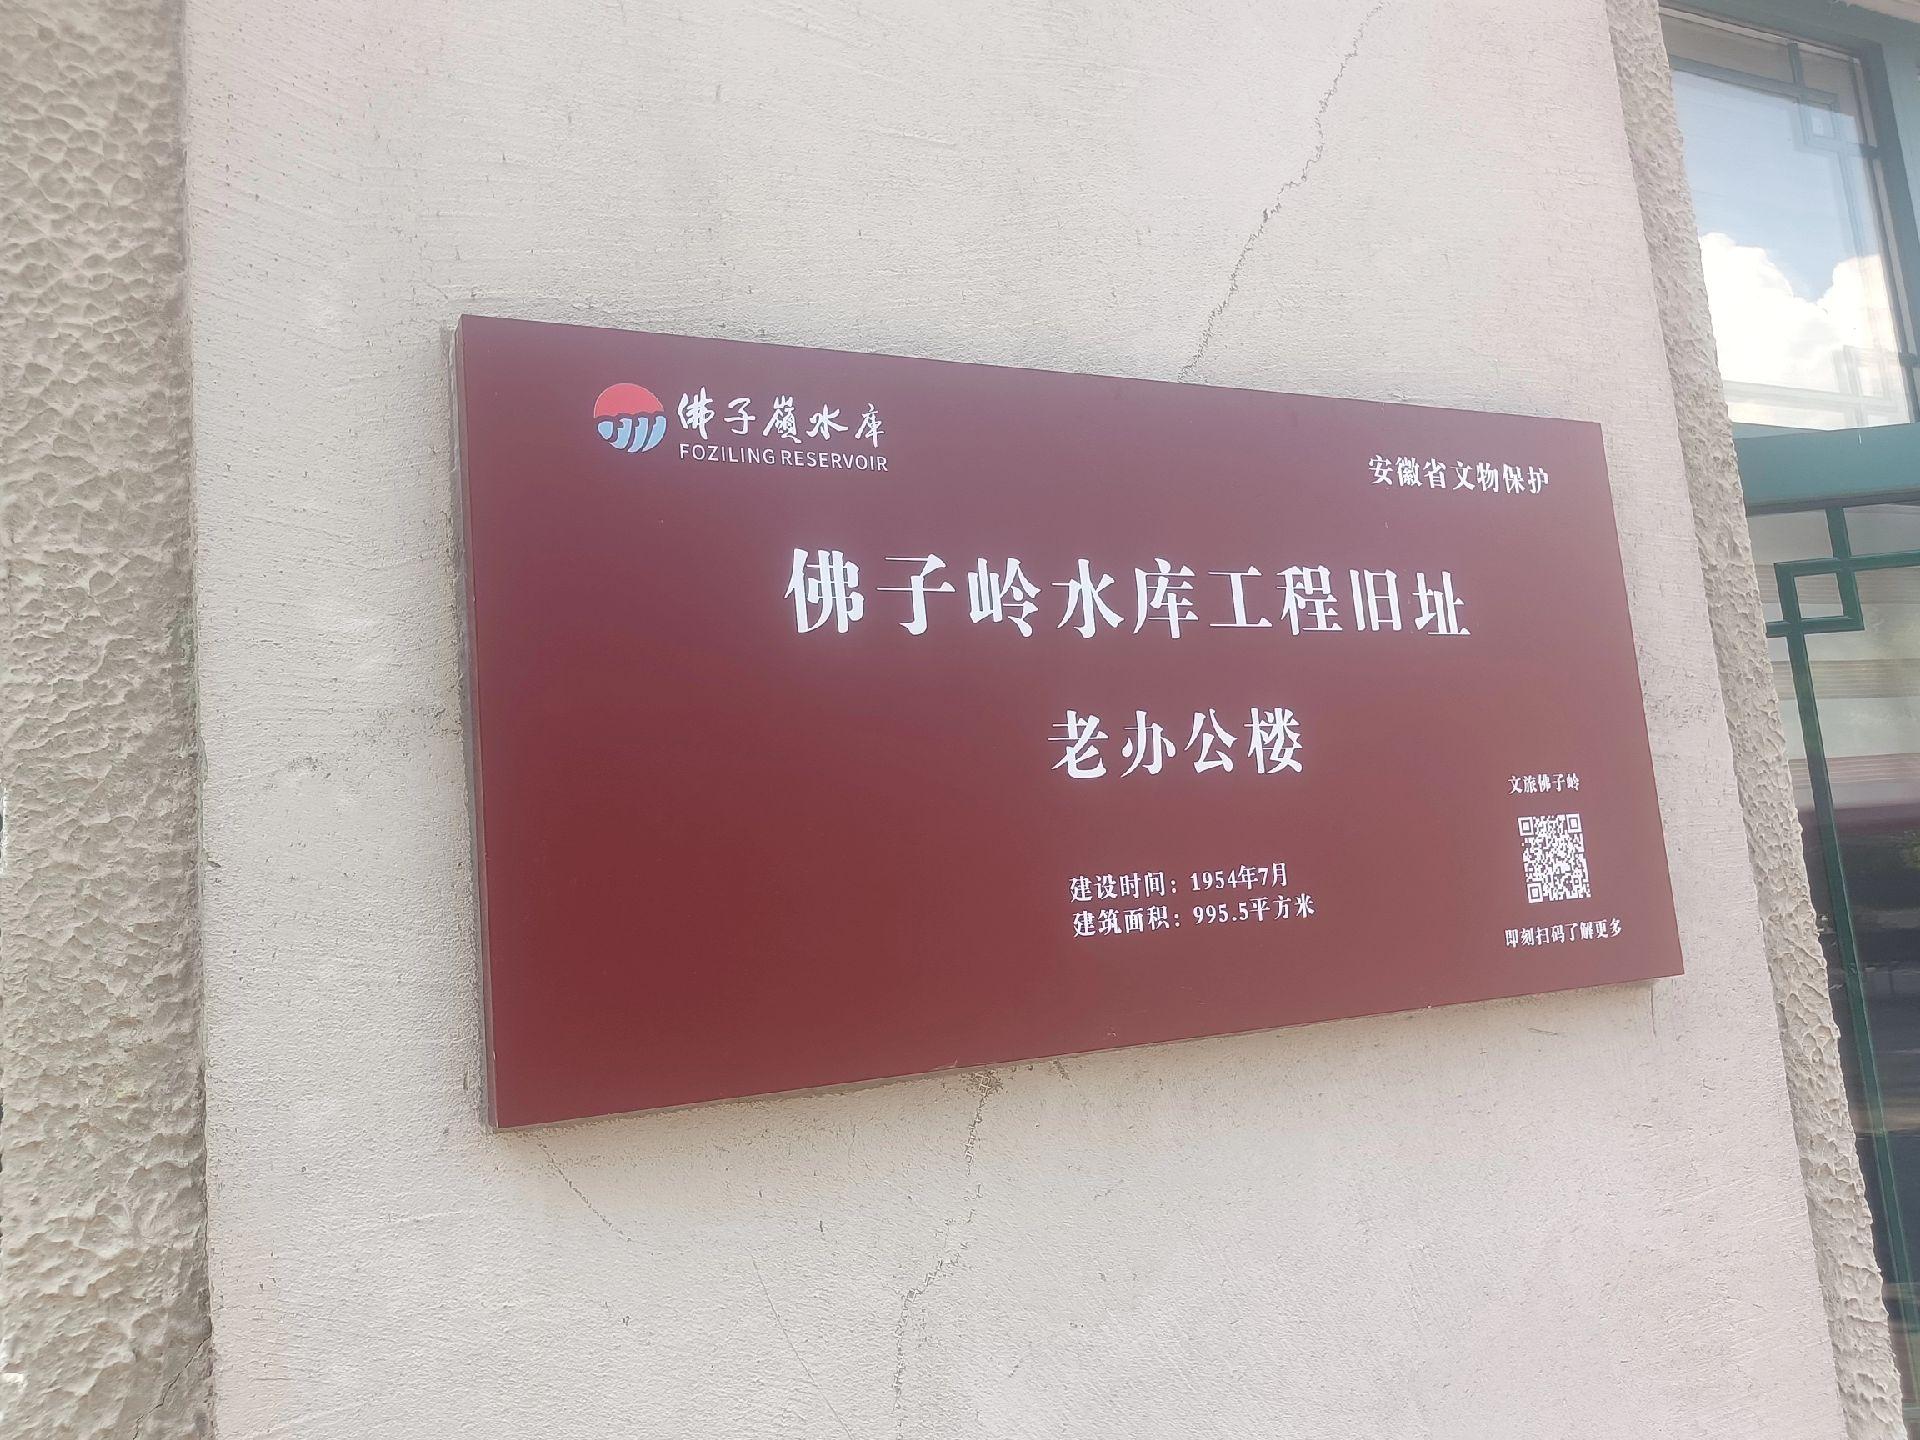 佛子嶺水库
FOZILING RESERVOIR
安徽省文物保护
佛子岭水库工程旧址
老办公楼
建设时间：1954年7月
建筑面积：995.5平方米
文旅佛子岭
即刻扫码了解更多